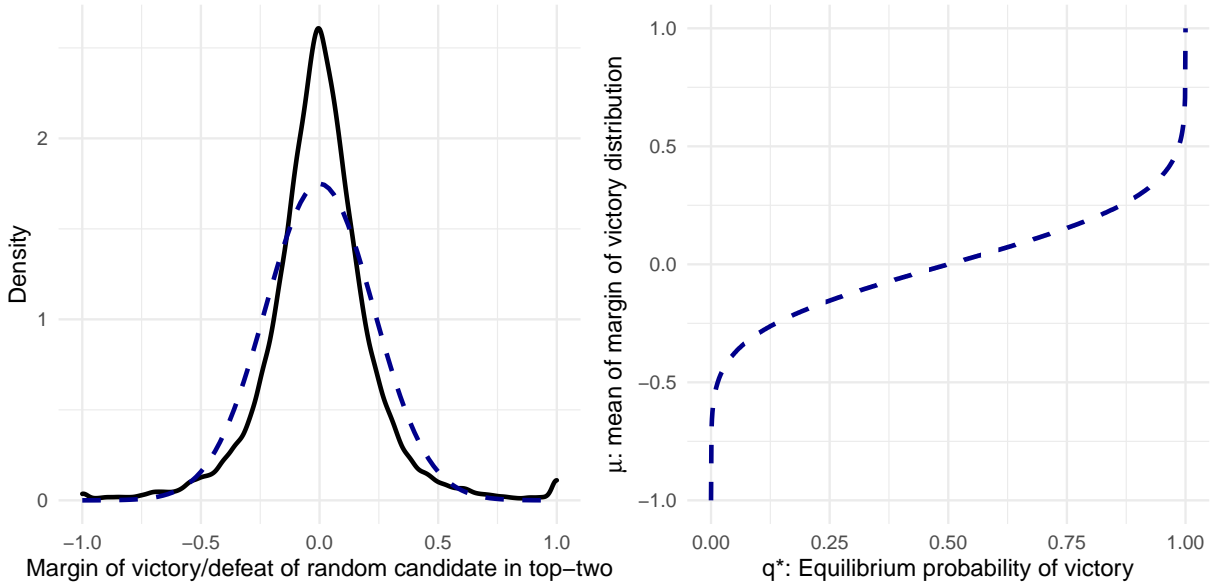 Density
2
1
0
−1.0 −0.5 0.0 0.5 1.0
Margin of victory/defeat of random candidate in top−two
μ: mean of margin of victory distribution
1.0
0.5
0.0
−0.5
−1.0
0.00 0.25 0.50 0.75 1.00
q*: Equilibrium probability of victory